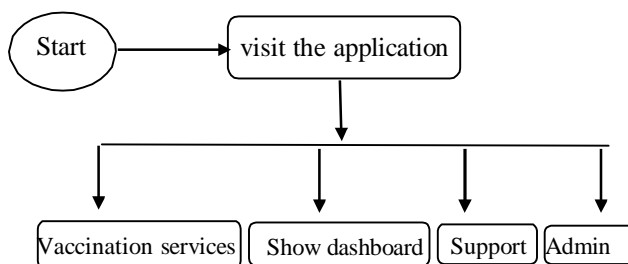 Start
visit the application
Vaccination services
Show dashboard
Support
Admin